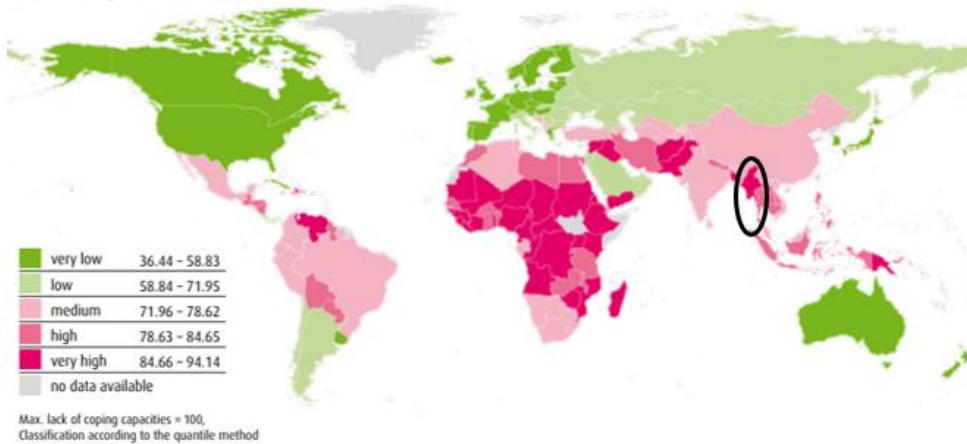 very low 36.44 – 58.83
low 58.84 – 71.95
medium 71.96 – 78.62
high 78.63 – 84.65
very high 84.66 – 94.14
no data available
Max. lack of coping capacities = 100,
Classification according to the quantile method